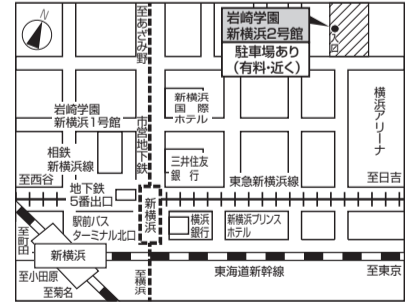 N
至あざみ野
岩崎学園
新横浜2号館
駐車場あり
(有料・近く)
市営地下鉄
新横浜
国際
ホテル
横浜アリーナ
岩崎学園
新横浜1号館
相鉄
新横浜線
三井住友
銀行
至西谷
東急新横浜線
至日吉
地下鉄
5番出口
新横浜
駅前バス
ターミナル北口
横浜
銀行
新横浜プリンス
ホテル
至町田
新横浜
至小田原
至菊名
至横浜
東海道新幹線
至東京